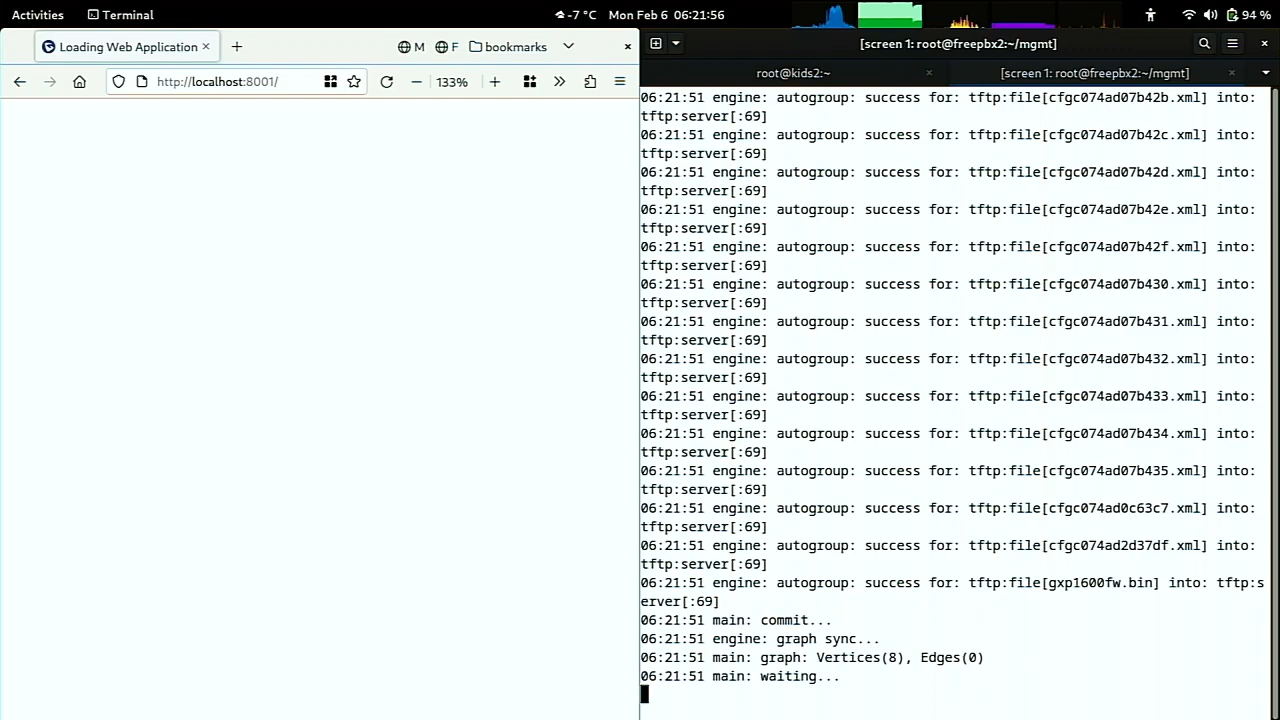 Activities Terminal -7 °C Mon Feb 6 06:21:56 94 %
Loading Web Application × + M F bookmarks ×
http://localhost:8001/ 133%
[screen 1: root@freepbx2:~/mgmt]
root@kids2:~ × [screen 1: root@freepbx2:~/mgmt] ×
06:21:51 engine: autogroup: success for: tftp:file[cfgc074ad07b42b.xml] into:
tftp:server[:69]
06:21:51 engine: autogroup: success for: tftp:file[cfgc074ad07b42c.xml] into:
tftp:server[:69]
06:21:51 engine: autogroup: success for: tftp:file[cfgc074ad07b42d.xml] into:
tftp:server[:69]
06:21:51 engine: autogroup: success for: tftp:file[cfgc074ad07b42e.xml] into:
tftp:server[:69]
06:21:51 engine: autogroup: success for: tftp:file[cfgc074ad07b42f.xml] into:
tftp:server[:69]
06:21:51 engine: autogroup: success for: tftp:file[cfgc074ad07b430.xml] into:
tftp:server[:69]
06:21:51 engine: autogroup: success for: tftp:file[cfgc074ad07b431.xml] into:
tftp:server[:69]
06:21:51 engine: autogroup: success for: tftp:file[cfgc074ad07b432.xml] into:
tftp:server[:69]
06:21:51 engine: autogroup: success for: tftp:file[cfgc074ad07b433.xml] into:
tftp:server[:69]
06:21:51 engine: autogroup: success for: tftp:file[cfgc074ad07b434.xml] into:
tftp:server[:69]
06:21:51 engine: autogroup: success for: tftp:file[cfgc074ad07b435.xml] into:
tftp:server[:69]
06:21:51 engine: autogroup: success for: tftp:file[cfgc074ad0c63c7.xml] into:
tftp:server[:69]
06:21:51 engine: autogroup: success for: tftp:file[cfgc074ad2d37df.xml] into:
tftp:server[:69]
06:21:51 engine: autogroup: success for: tftp:file[gxp1600fw.bin] into: tftp:s
erver[:69]
06:21:51 main: commit...
06:21:51 engine: graph sync...
06:21:51 main: graph: Vertices(8), Edges(0)
06:21:51 main: waiting...